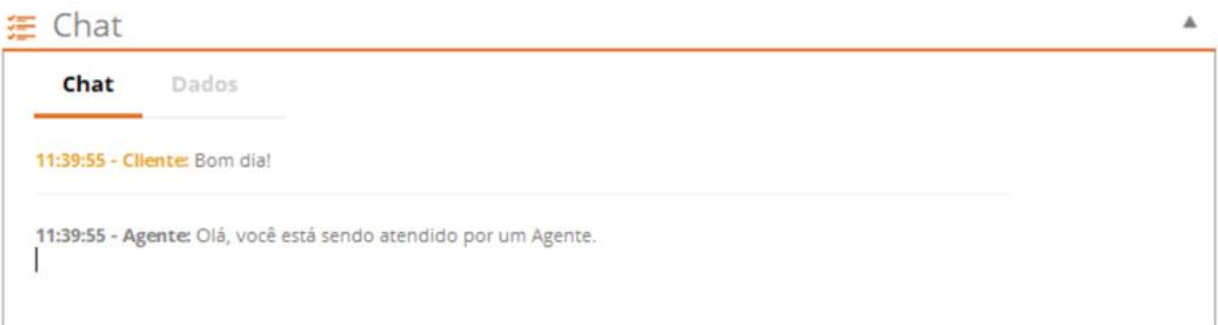 Chat
Chat Dados
11:39:55 - Cliente: Bom dia!
11:39:55 - Agente: Olá, você está sendo atendido por um Agente.